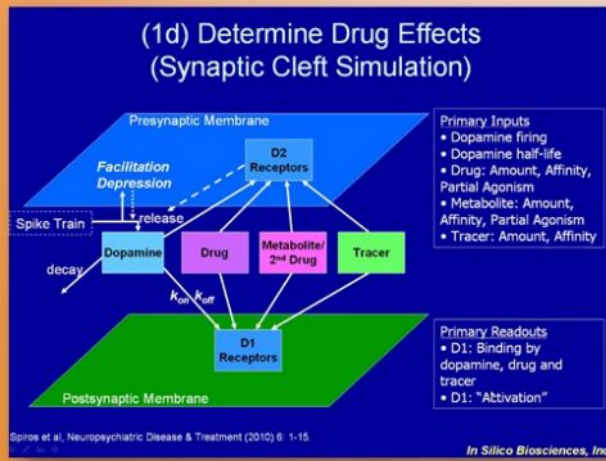 (1d) Determine Drug Effects
(Synaptic Cleft Simulation)
Presynaptic Membrane
D2
Receptors
Facilitation
Depression
Spike Train
release
Dopamine
Drug
Metabolite/
2nd Drug
Tracer
decay
kon koff
D1
Receptors
Postsynaptic Membrane
Primary Inputs
• Dopamine firing
• Dopamine half-life
• Drug: Amount, Affinity,
Partial Agonism
• Metabolite: Amount,
Affinity, Partial Agonism
• Tracer: Amount, Affinity
Primary Readouts
• D1: Binding by
dopamine, drug and
tracer
• D1: "Activation"
Spiros et al, Neuropsychiatric Disease & Treatment (2010) 6: 1-15.
In Silico Biosciences, Inc